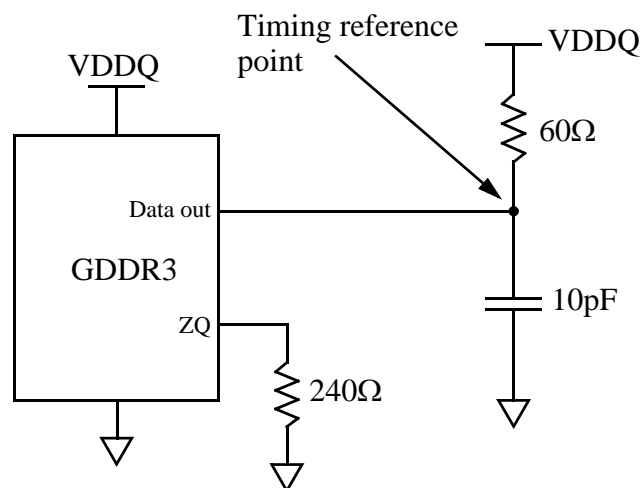 Timing reference
point
VDDQ
VDDQ
60Ω
Data out
GDDR3
10pF
ZQ
240Ω